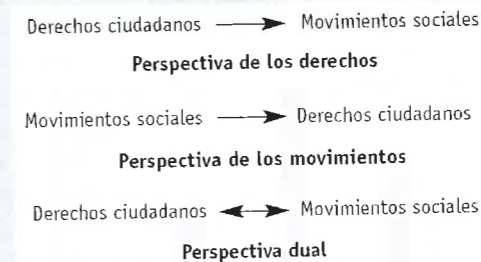 Derechos ciudadanos → Movimientos sociales
Perspectiva de los derechos
Movimientos sociales → Derechos ciudadanos
Perspectiva de los movimientos
Derechos ciudadanos ↔ Movimientos sociales
Perspectiva dual